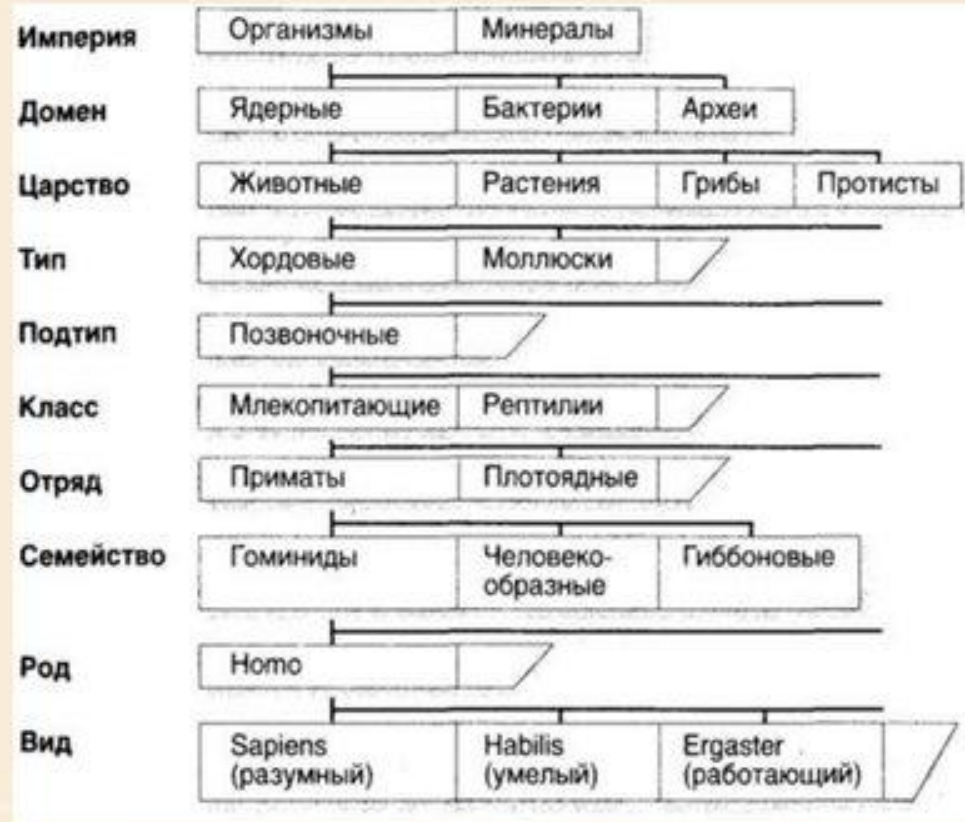 Империя Организмы Минералы
Домен Ядерные Бактерии Археи
Царство Животные Растения Грибы Протисты
Тип Хордовые Моллюски
Подтип Позвоночные
Класс Млекопитающие Рептилии
Отряд Приматы Плотоядные
Семейство Гоминиды Человеко- Гиббоновые
образные
Род Homo
Вид Sapiens Habilis Ergaster
(разумный) (умелый) (работающий)